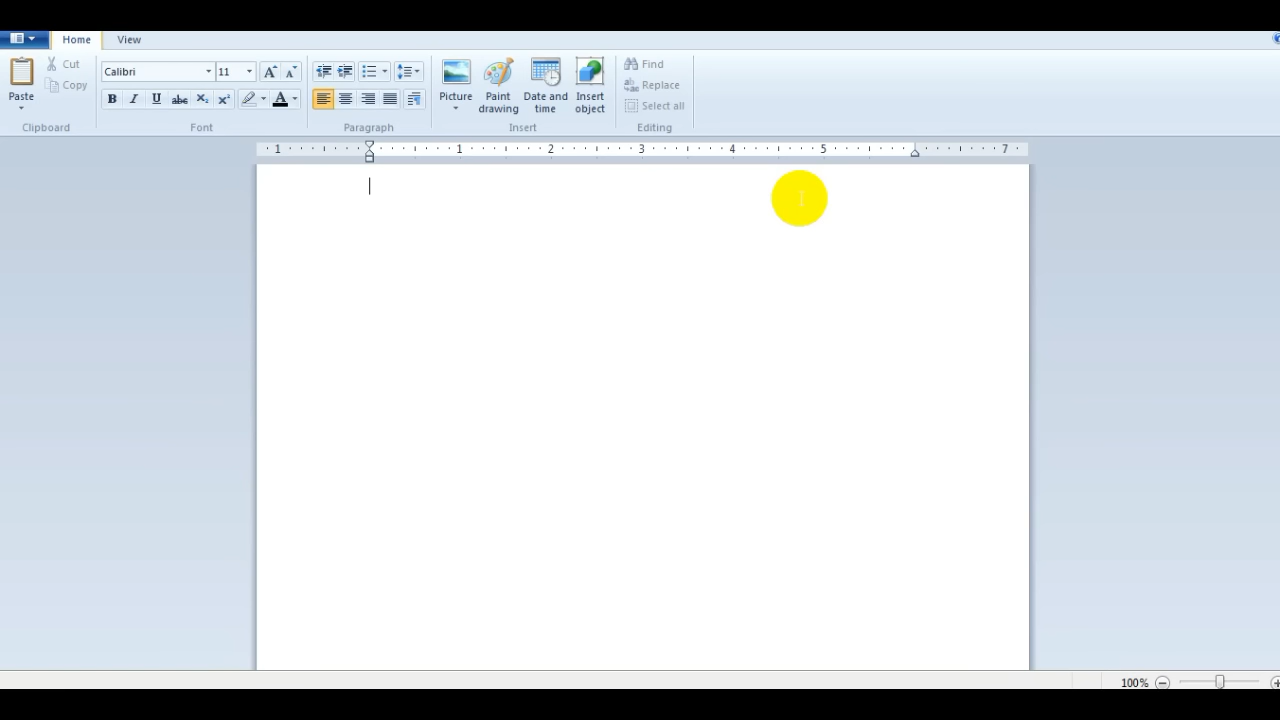 Home View
Cut
Copy
Paste
Clipboard
Calibri 11
B I U abc X₂ X²
A
Font
Paragraph
Picture
Paint drawing
Date and time
Insert object
Insert
Find
Replace
Select all
Editing
1 1 2 3 4 5 7
100%